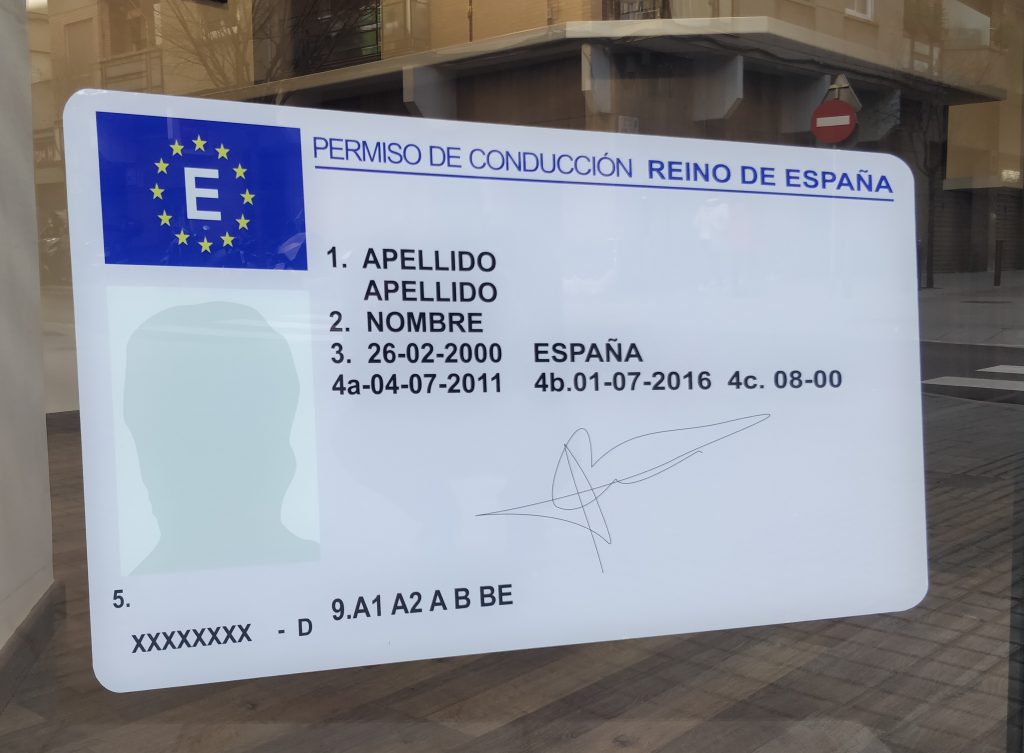 E
PERMISO DE CONDUCCIÓN REINO DE ESPAÑA
1. APELLIDO
APELLIDO
2. NOMBRE
3. 26-02-2000 ESPAÑA
4a-04-07-2011 4b.01-07-2016 4c. 08-00
5.
XXXXXXXX - D
9.A1 A2 A B BE